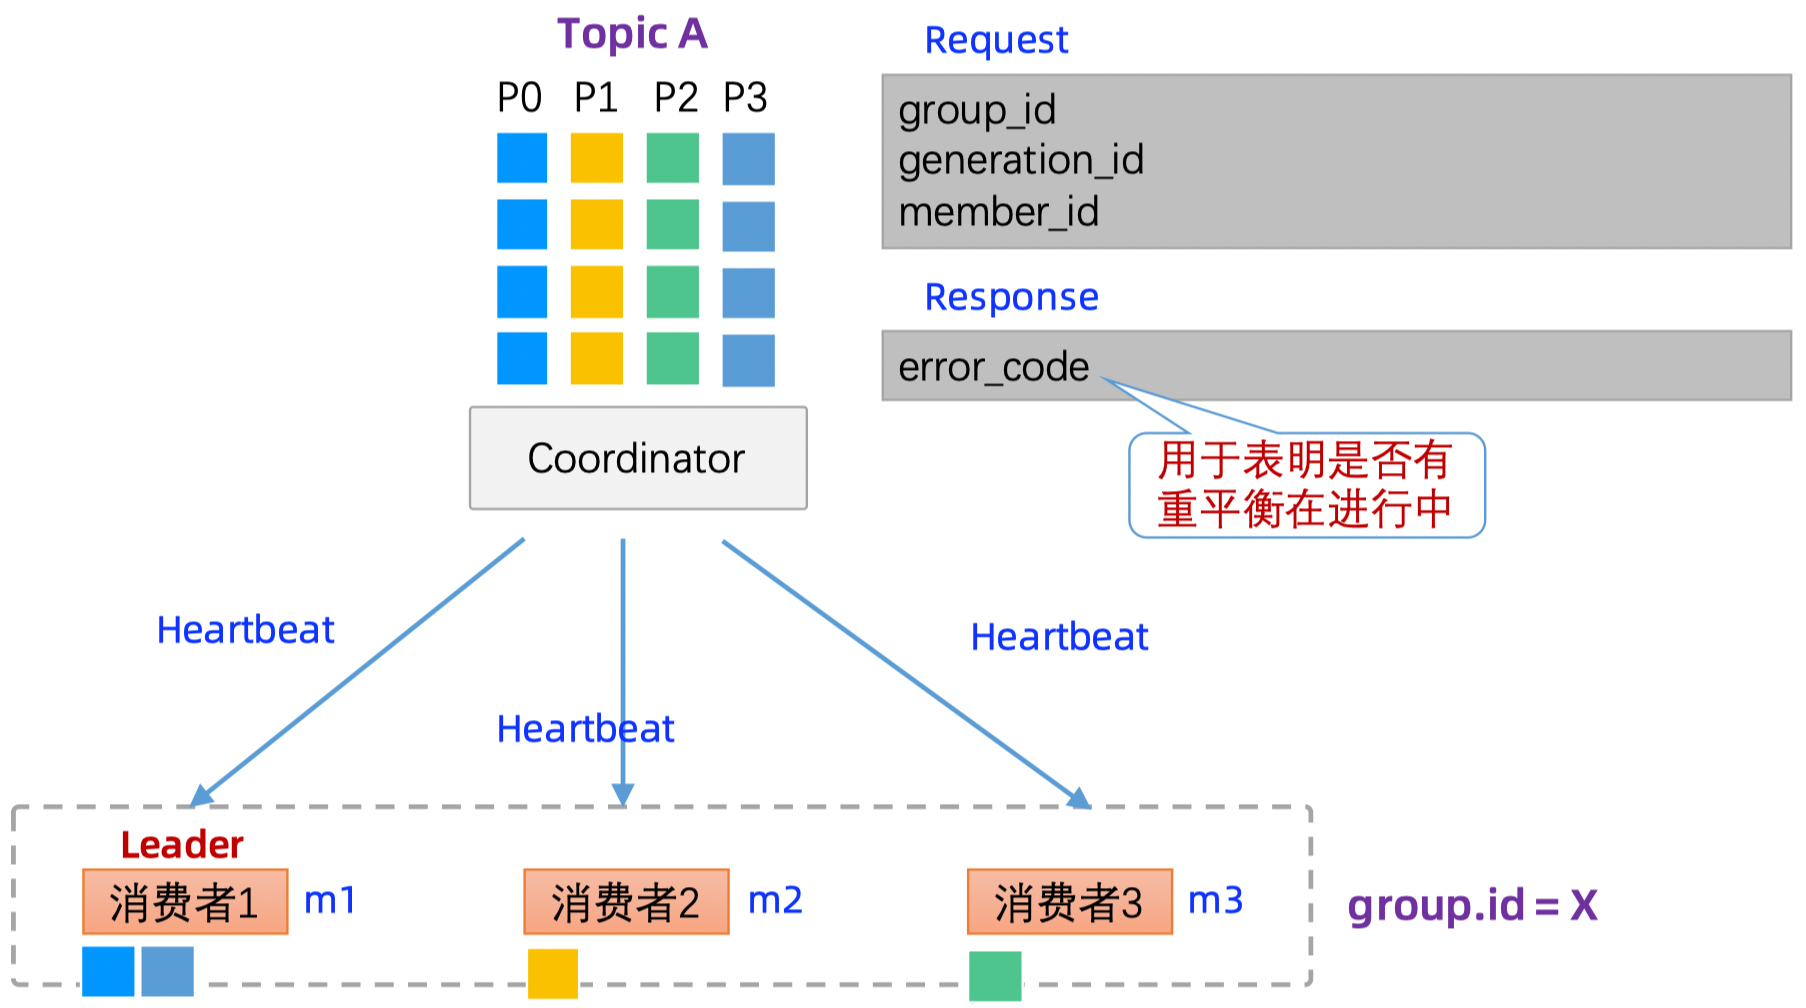 Topic A
P0 P1 P2 P3
Request
group_id
generation_id
member_id
Response
error_code
用于表明是否有
重平衡在进行中
Coordinator
Heartbeat
Heartbeat
Heartbeat
Leader
消费者1 m1
消费者2 m2
消费者3 m3
group.id = X